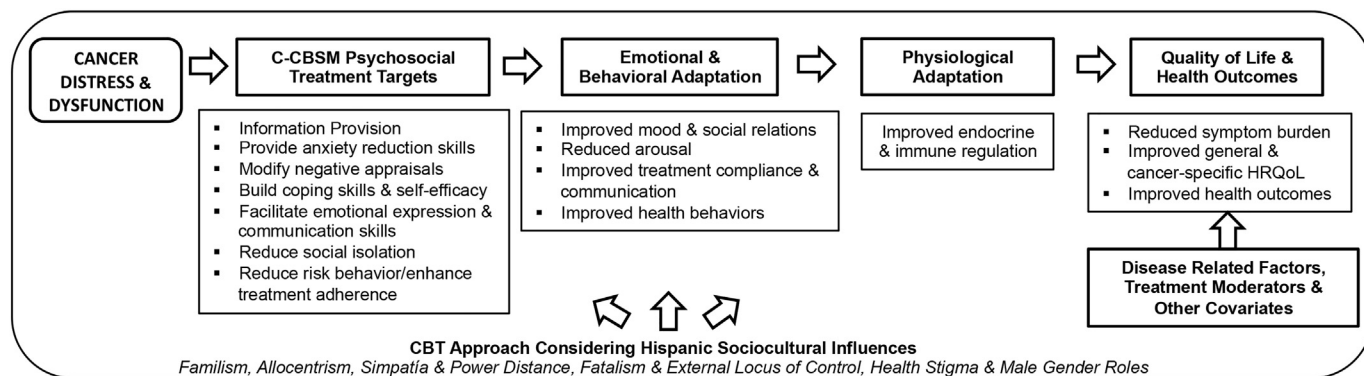 CANCER
DISTRESS &
DYSFUNCTION
C-CBSM Psychosocial
Treatment Targets
▪ Information Provision
▪ Provide anxiety reduction skills
▪ Modify negative appraisals
▪ Build coping skills & self-efficacy
▪ Facilitate emotional expression &
communication skills
▪ Reduce social isolation
▪ Reduce risk behavior/enhance
treatment adherence
Emotional &
Behavioral Adaptation
▪ Improved mood & social relations
▪ Reduced arousal
▪ Improved treatment compliance &
communication
▪ Improved health behaviors
Physiological
Adaptation
Improved endocrine
& immune regulation
Quality of Life &
Health Outcomes
▪ Reduced symptom burden
▪ Improved general &
cancer-specific HRQoL
▪ Improved health outcomes
Disease Related Factors,
Treatment Moderators &
Other Covariates
CBT Approach Considering Hispanic Sociocultural Influences
Familism, Allocentrism, Simpatía & Power Distance, Fatalism & External Locus of Control, Health Stigma & Male Gender Roles